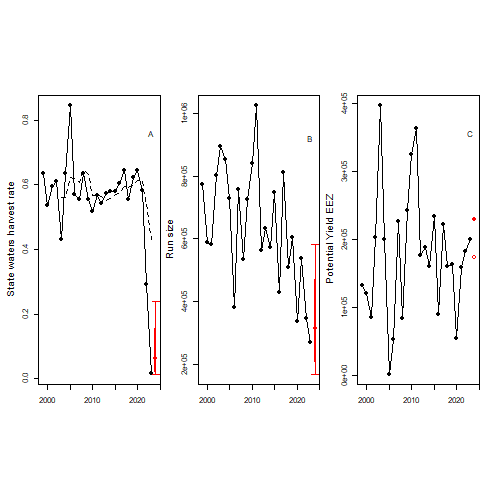 State waters harvest rate
0.8
0.6
0.4
0.2
0.0
A
2000
2010
2020
Run size
1e+06
8e+05
6e+05
4e+05
2e+05
B
2000
2010
2020
Potential Yield EEZ
4e+05
3e+05
2e+05
1e+05
0e+00
C
2000
2010
2020